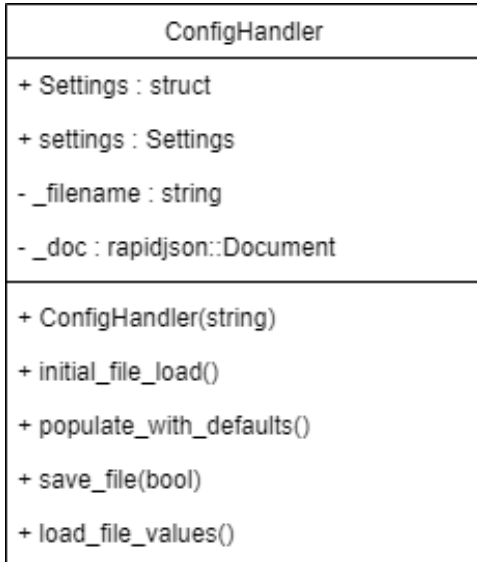 ConfigHandler
+ Settings : struct
+ settings : Settings
- _filename : string
- _doc : rapidjson::Document
+ ConfigHandler(string)
+ initial_file_load()
+ populate_with_defaults()
+ save_file(bool)
+ load_file_values()